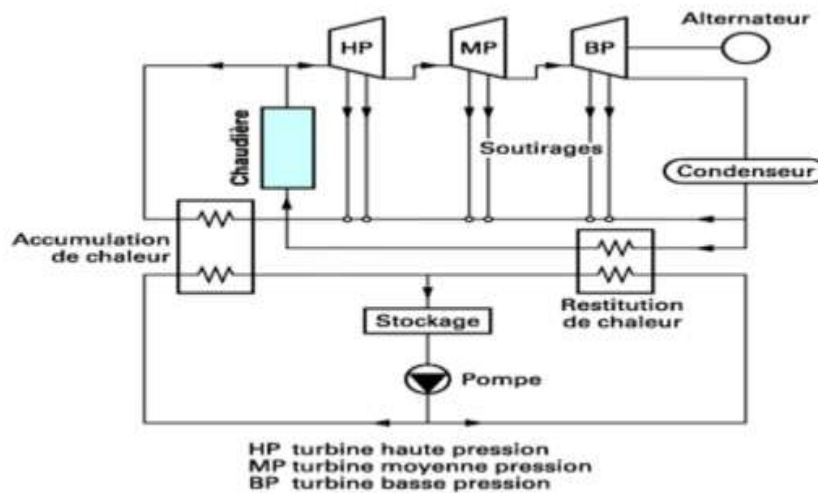 Alternateur
HP
MP
BP
Chaudière
Soutirages
Condenseur
Accumulation
de chaleur
Restitution
de chaleur
Stockage
Pompe
HP turbine haute pression
MP turbine moyenne pression
BP turbine basse pression